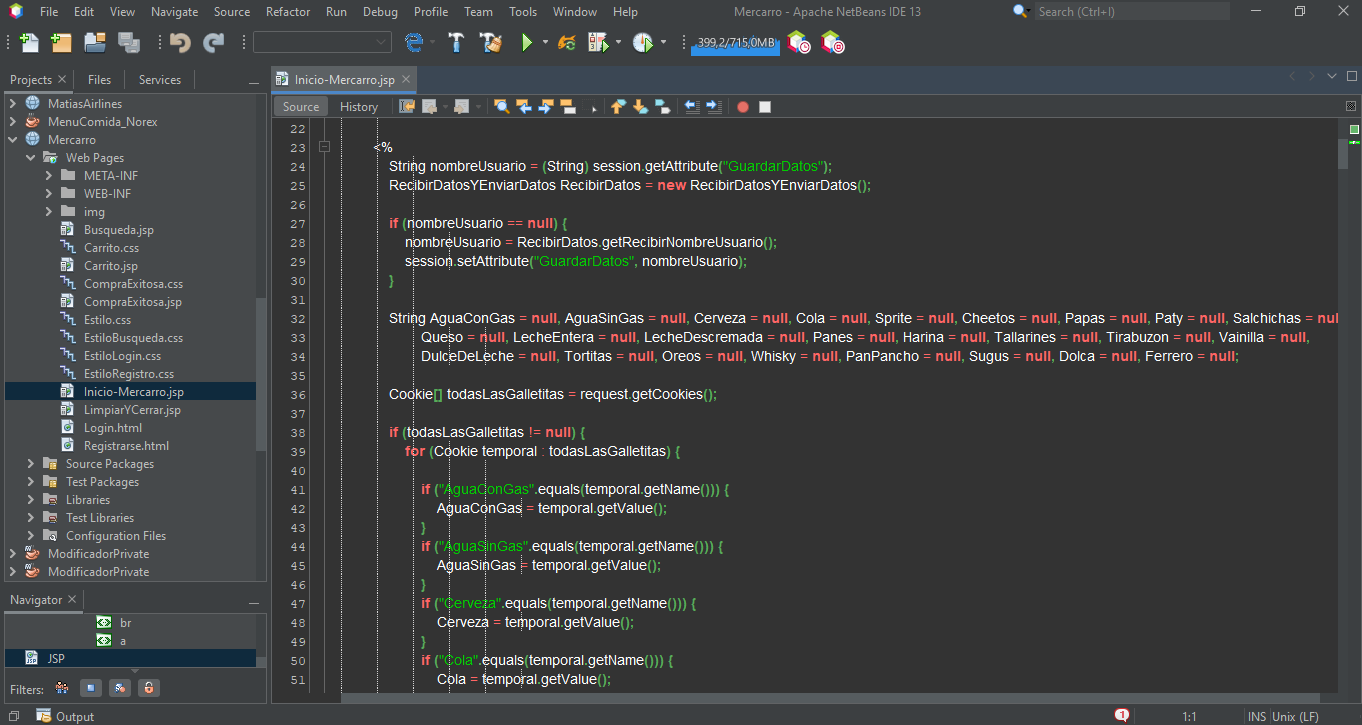 File Edit View Navigate Source Refactor Run Debug Profile Team Tools Window Help
Mercarro - Apache NetBeans IDE 13
Search (Ctrl+I)
399,2/715,0MB
Projects Files Services
MatiasAirlines
MenuComida_Norex
Mercarro
Web Pages
META-INF
WEB-INF
img
Busqueda.jsp
Carrito.css
Carrito.jsp
CompraExitosa.css
CompraExitosa.jsp
Estilo.css
EstiloBusqueda.css
EstiloLogin.css
EstiloRegistro.css
Inicio-Mercarro.jsp
LimpiarYCerrar.jsp
Login.html
Registrarse.html
Source Packages
Test Packages
Libraries
Test Libraries
Configuration Files
ModificadorPrivate
ModificadorPrivate
Navigator
br
a
JSP
Filters:
Inicio-Mercarro.jsp
Source History
22
23 <%
24 String nombreUsuario = (String) session.getAttribute("GuardarDatos");
25 RecibirDatosYEnviarDatos RecibirDatos = new RecibirDatosYEnviarDatos();
26
27 if (nombreUsuario == null) {
28 nombreUsuario = RecibirDatos.getRecibirNombreUsuario();
29 session.setAttribute("GuardarDatos", nombreUsuario);
30 }
31
32 String AguaConGas = null, AguaSinGas = null, Cerveza = null, Cola = null, Sprite = null, Cheetos = null, Papas = null, Paty = null, Salchichas = nul
33 Queso = null, LecheEntera = null, LecheDescremada = null, Panes = null, Harina = null, Tallarines = null, Tirabuzon = null, Vainilla = null,
34 DulceDeLeche = null, Tortitas = null, Oreos = null, Whisky = null, PanPancho = null, Sugus = null, Dolca = null, Ferrero = null;
35
36 Cookie[] todasLasGalletitas = request.getCookies();
37
38 if (todasLasGalletitas != null) {
39 for (Cookie temporal : todasLasGalletitas) {
40
41 if ("AguaConGas".equals(temporal.getName())) {
42 AguaConGas = temporal.getValue();
43 }
44 if ("AguaSinGas".equals(temporal.getName())) {
45 AguaSinGas = temporal.getValue();
46 }
47 if ("Cerveza".equals(temporal.getName())) {
48 Cerveza = temporal.getValue();
49 }
50 if ("Cola".equals(temporal.getName())) {
51 Cola = temporal.getValue();
Output
1
1:1
INS Unix (LF)